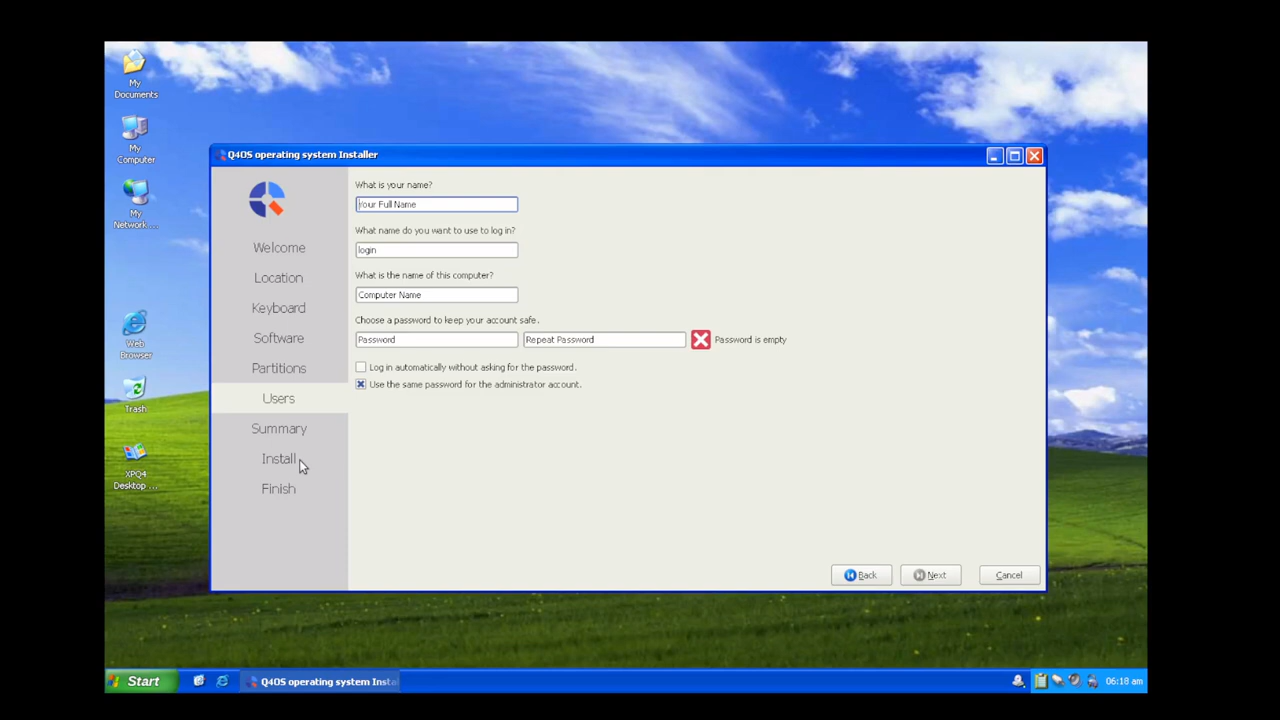 My
Documents
My
Computer
My
Network ...
Web
Browser
Trash
XPQ4
Desktop ...
Q4OS operating system Installer
Welcome
Location
Keyboard
Software
Partitions
Users
Summary
Install
Finish
What is your name?
Your Full Name
What name do you want to use to log in?
login
What is the name of this computer?
Computer Name
Choose a password to keep your account safe.
Password Repeat Password Password is empty
Log in automatically without asking for the password.
Use the same password for the administrator account.
Back Next Cancel
Start Q4OS operating system Insta 06:18 am